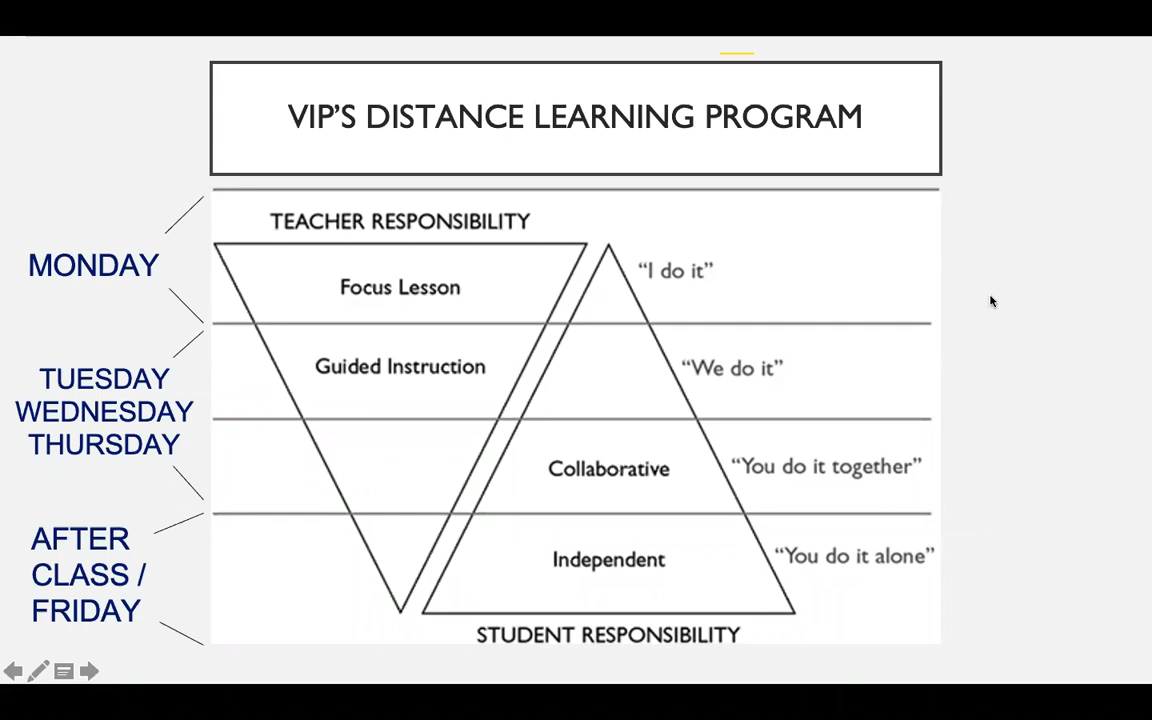 VIP’S DISTANCE LEARNING PROGRAM
TEACHER RESPONSIBILITY
MONDAY
Focus Lesson
“I do it”
TUESDAY
WEDNESDAY
THURSDAY
Guided Instruction
“We do it”
Collaborative
“You do it together”
AFTER
CLASS /
FRIDAY
Independent
“You do it alone”
STUDENT RESPONSIBILITY